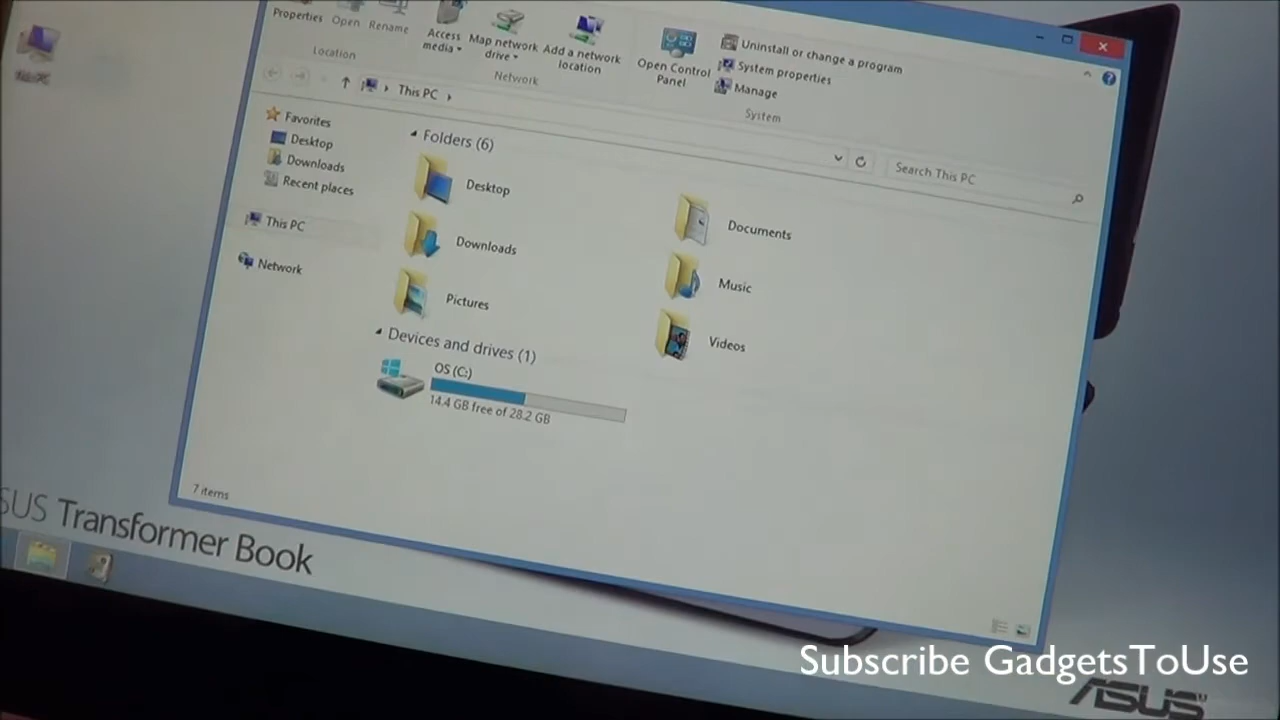 Properties
Open
Rename
Access media
Map network drive
Add a network location
Open Control Panel
Uninstall or change a program
System properties
Manage
Location
Network
System
This PC
Search This PC
Favorites
Desktop
Downloads
Recent places
This PC
Network
Folders (6)
Desktop
Documents
Downloads
Music
Pictures
Videos
Devices and drives (1)
OS (C:)
14.4 GB free of 28.2 GB
7 items
SUS Transformer Book
Subscribe GadgetsToUse
ASUS